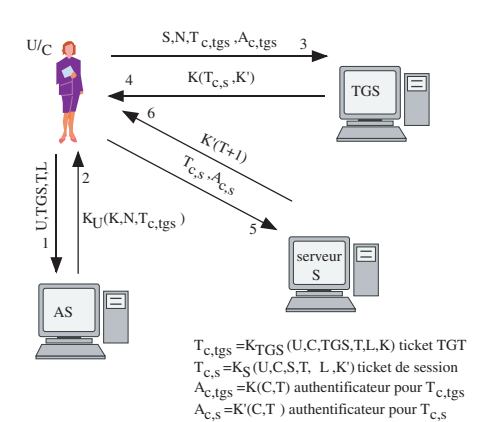 U/C
S,N,T c,tgs ,A c,tgs 3
4 K(T c,s ,K')
TGS
6
K'(T+1)
T c,s ,A c,s
5
U,TGS,T,L
1
2
K U (K,N,T c,tgs )
AS
serveur
S
T c,tgs =K TGS (U,C,TGS,T,L,K) ticket TGT
T c,s =K S (U,C,S,T, L ,K') ticket de session
A c,tgs =K(C,T) authentificateur pour T c,tgs
A c,s =K'(C,T ) authentificateur pour T c,s